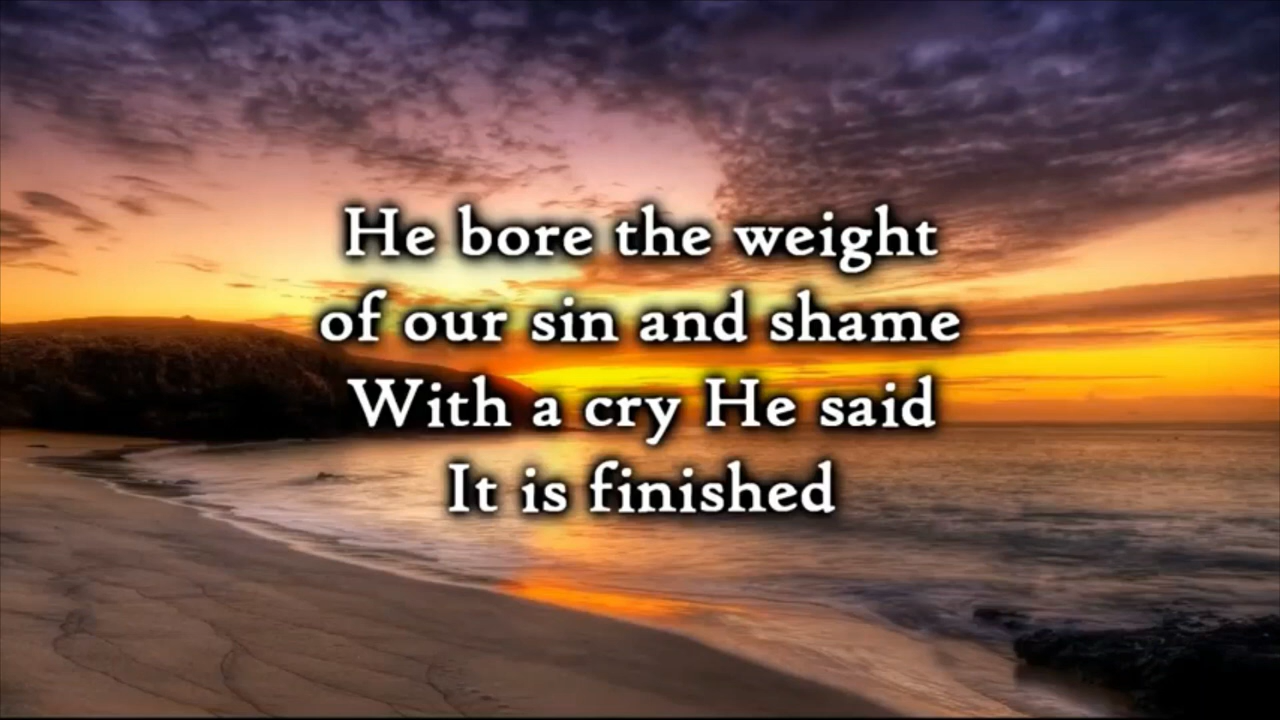 He bore the weight
of our sin and shame
With a cry He said
It is finished